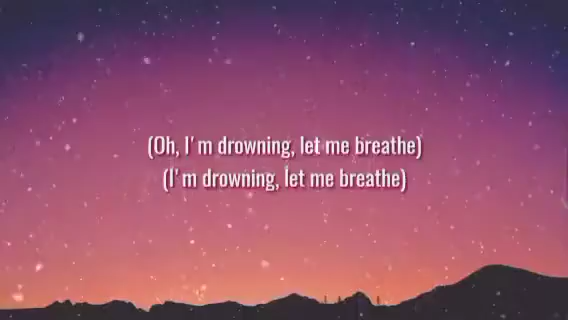 (Oh, I'm drowning, let me breathe)
(I'm drowning, let me breathe)